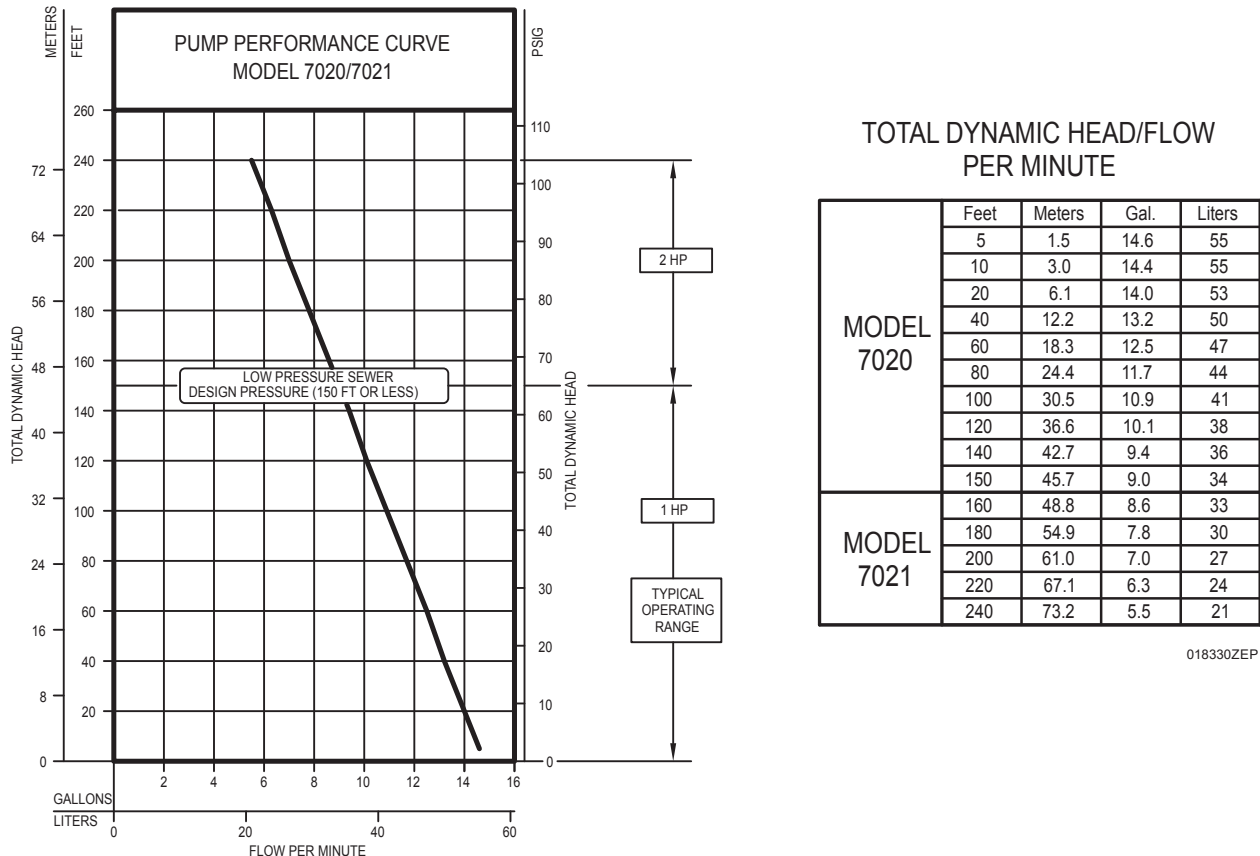 PUMP PERFORMANCE CURVE
MODEL 7020/7021
METERS
FEET
PSIG
260
240
220
200
180
160
140
120
100
80
60
40
20
0
72
64
56
48
40
32
24
16
8
TOTAL DYNAMIC HEAD
110
100
90
80
70
60
50
40
30
20
10
0
TOTAL DYNAMIC HEAD
LOW PRESSURE SEWER
DESIGN PRESSURE (150 FT OR LESS)
2 HP
1 HP
TYPICAL
OPERATING
RANGE
2 4 6 8 10 12 14 16
GALLONS
LITERS
0 20 40 60
FLOW PER MINUTE
TOTAL DYNAMIC HEAD/FLOW
PER MINUTE
Feet Meters Gal. Liters
MODEL
7020
5 1.5 14.6 55
10 3.0 14.4 55
20 6.1 14.0 53
40 12.2 13.2 50
60 18.3 12.5 47
80 24.4 11.7 44
100 30.5 10.9 41
120 36.6 10.1 38
140 42.7 9.4 36
150 45.7 9.0 34
MODEL
7021
160 48.8 8.6 33
180 54.9 7.8 30
200 61.0 7.0 27
220 67.1 6.3 24
240 73.2 5.5 21
018330ZEP